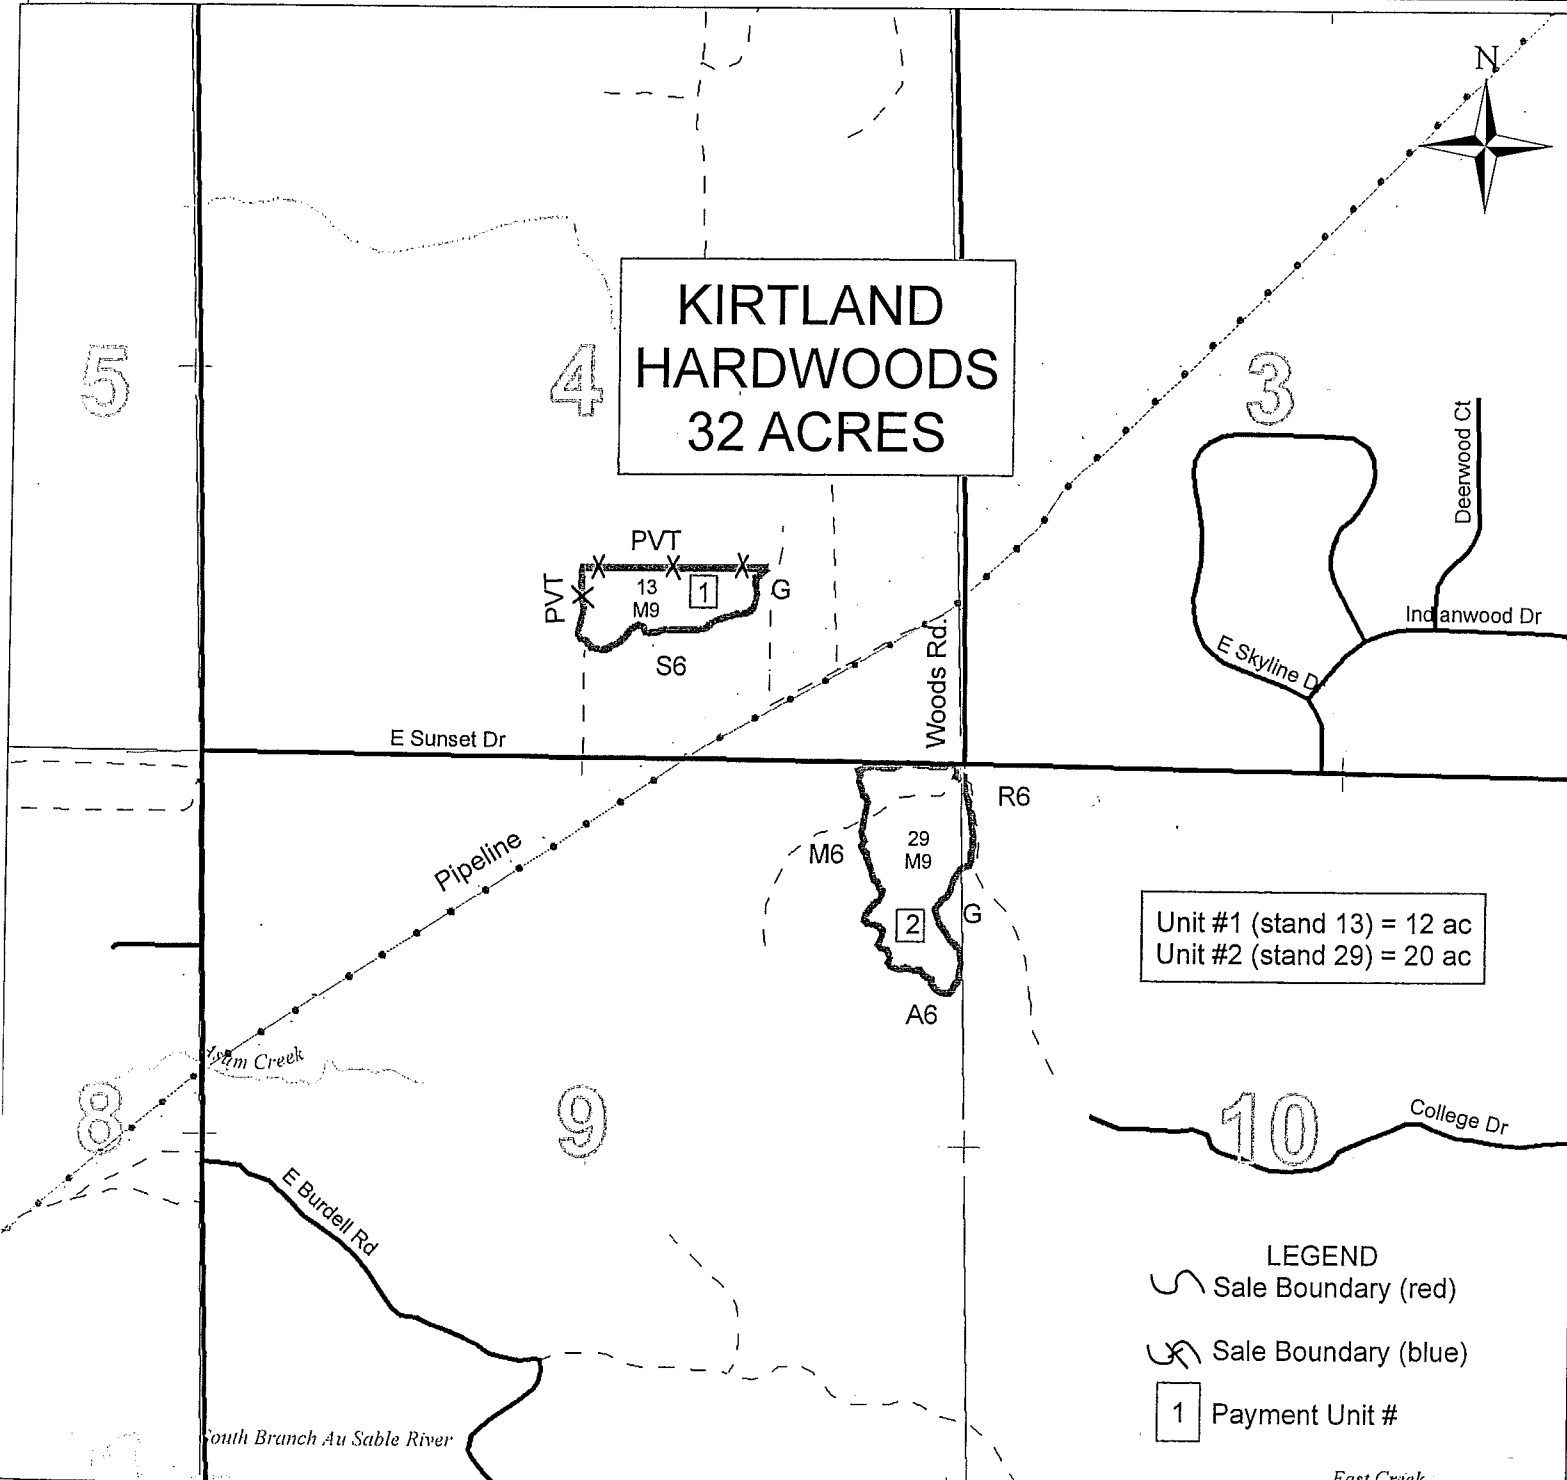 N
KIRTLAND
HARDWOODS
32 ACRES
5
4
3
Deerwood Ct
PVT
PVT
13
M9
1
G
S6
Indianwood Dr
E Skyline Dr
Woods Rd.
E Sunset Dr
R6
M6
29
M9
2
G
A6
Pipeline
Unit #1 (stand 13) = 12 ac
Unit #2 (stand 29) = 20 ac
Creek
8
9
10
College Dr
E Burdell Rd
LEGEND
Sale Boundary (red)
Sale Boundary (blue)
1 Payment Unit #
South Branch Au Sable River
East Creek